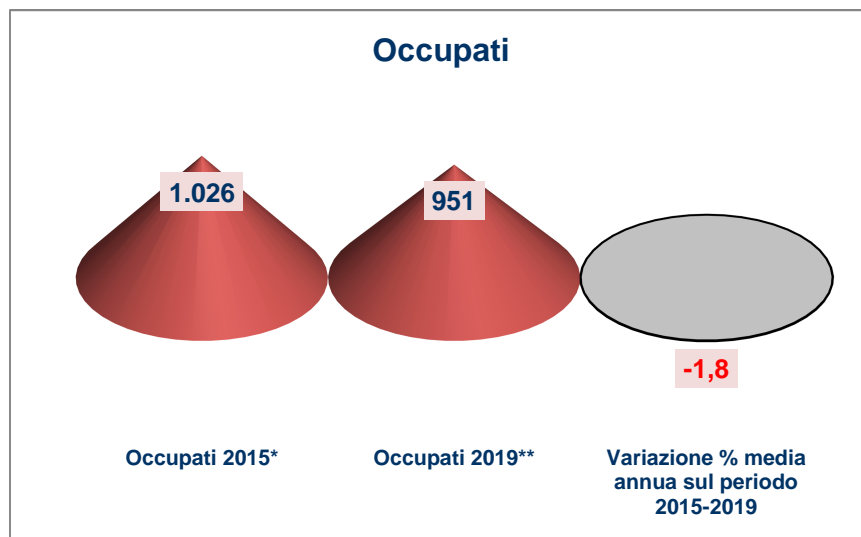 Occupati
1.026
951
-1,8
Occupati 2015*
Occupati 2019**
Variazione % media
annua sul periodo
2015-2019